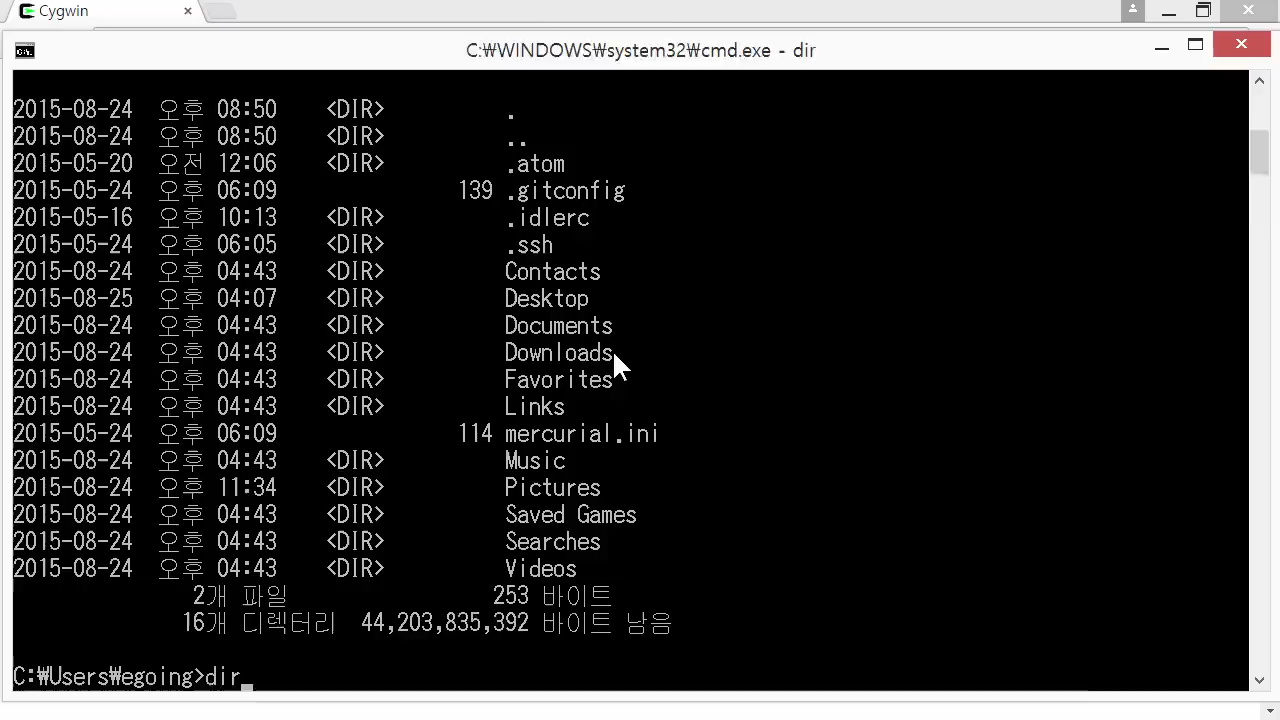 Cygwin
C:₩WINDOWS₩system32₩cmd.exe - dir
2015-08-24 오후 08:50 <DIR> .
2015-08-24 오후 08:50 <DIR> ..
2015-05-20 오전 12:06 <DIR> .atom
2015-05-24 오후 06:09 139 .gitconfig
2015-05-16 오후 10:13 <DIR> .idlerc
2015-05-24 오후 06:05 <DIR> .ssh
2015-08-24 오후 04:43 <DIR> Contacts
2015-08-25 오후 04:07 <DIR> Desktop
2015-08-24 오후 04:43 <DIR> Documents
2015-08-24 오후 04:43 <DIR> Downloads
2015-08-24 오후 04:43 <DIR> Favorites
2015-08-24 오후 04:43 <DIR> Links
2015-05-24 오후 06:09 114 mercurial.ini
2015-08-24 오후 04:43 <DIR> Music
2015-08-24 오후 11:34 <DIR> Pictures
2015-08-24 오후 04:43 <DIR> Saved Games
2015-08-24 오후 04:43 <DIR> Searches
2015-08-24 오후 04:43 <DIR> Videos
2개 파일 253 바이트
16개 디렉터리 44,203,835,392 바이트 남음
C:₩Users₩egoing>dir